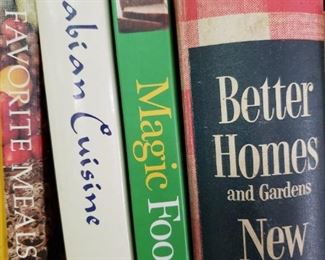 FAVORITE MEALS
abian Cuisine
Magic Foo
Better
Homes
and Gardens
New